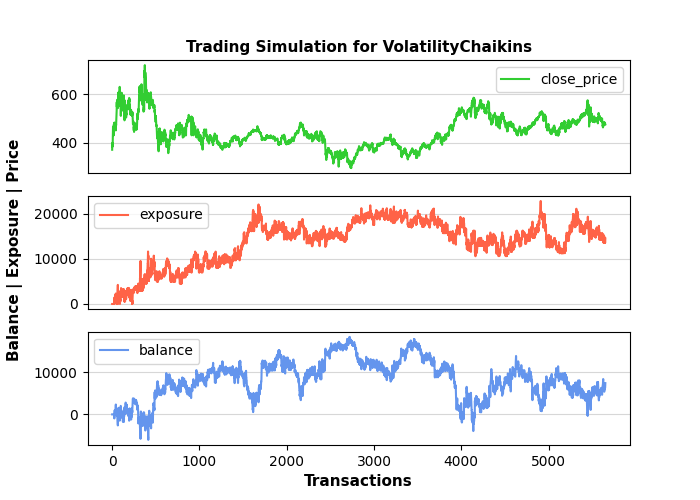 Trading Simulation for VolatilityChaikins
close_price
600
400
exposure
20000
10000
0
balance
10000
0
0
1000
2000
3000
4000
5000
Transactions
Balance | Exposure | Price